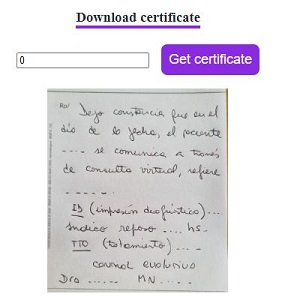 Download certificate
0
Get certificate
Rp/
Dejo constancia que en el
día de la fecha, el paciente
.... se comunica a través
de consulta virtual, refiere
......
ID (impresión diagnóstica)...
Indico reposo .... hs.
TTO (tratamiento)... .
control evolutivo
Dra ..... MN .....